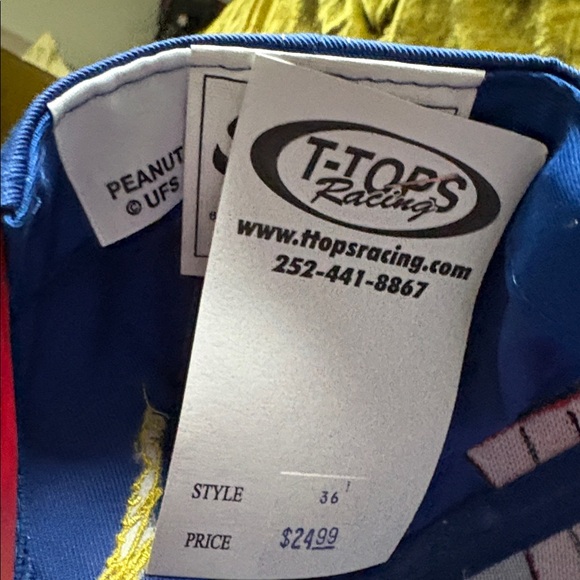 PEANUT
© UFS
T-TOPS
Racing
www.ttopsracing.com
252-441-8867
STYLE 36
PRICE $24.99